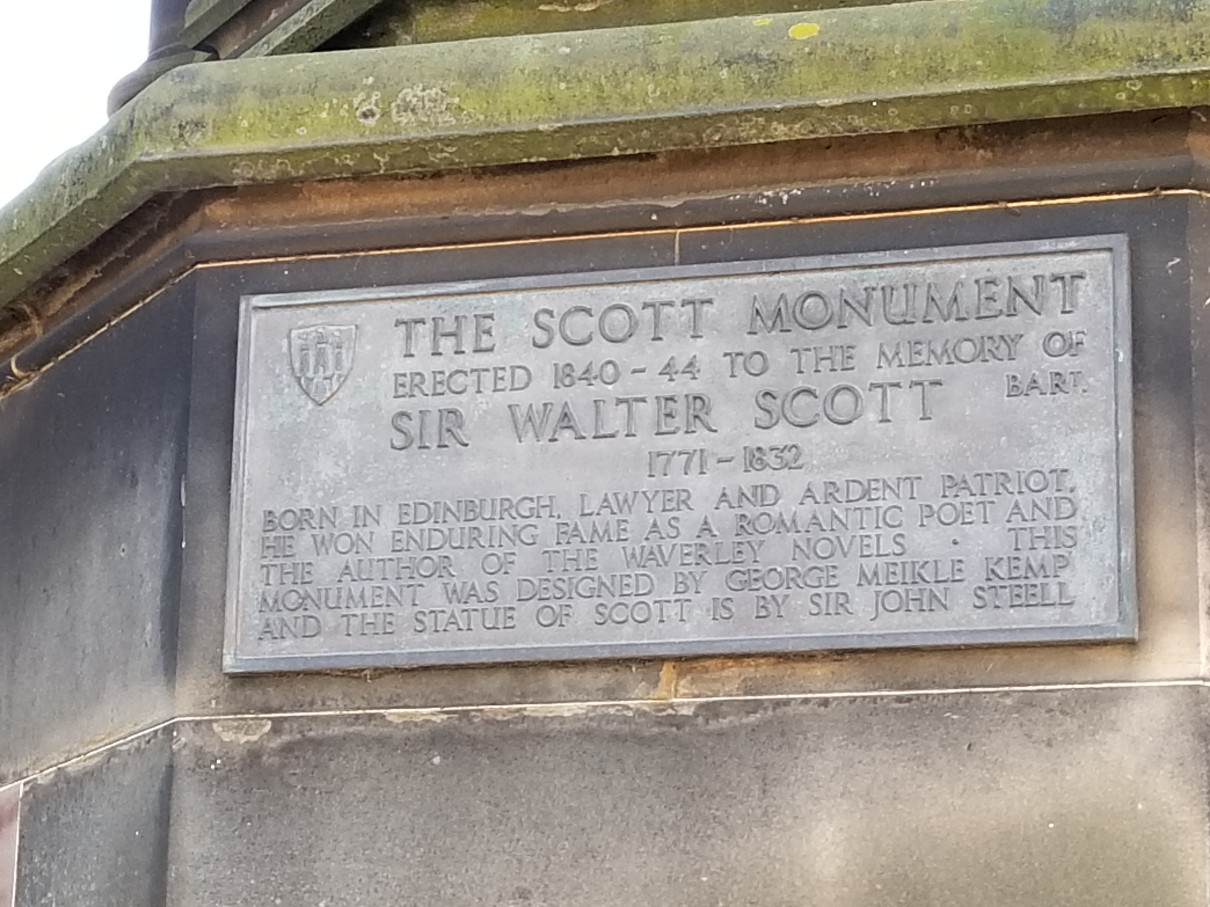 THE SCOTT MONUMENT
ERECTED 1840-44 TO THE MEMORY OF
SIR WALTER SCOTT BART.
1771-1832
BORN IN EDINBURGH, LAWYER AND ARDENT PATRIOT,
HE WON ENDURING FAME AS A ROMANTIC POET AND
THE AUTHOR OF THE WAVERLEY NOVELS · THIS
MONUMENT WAS DESIGNED BY GEORGE MEIKLE KEMP
AND THE STATUE OF SCOTT IS BY SIR JOHN STEELL